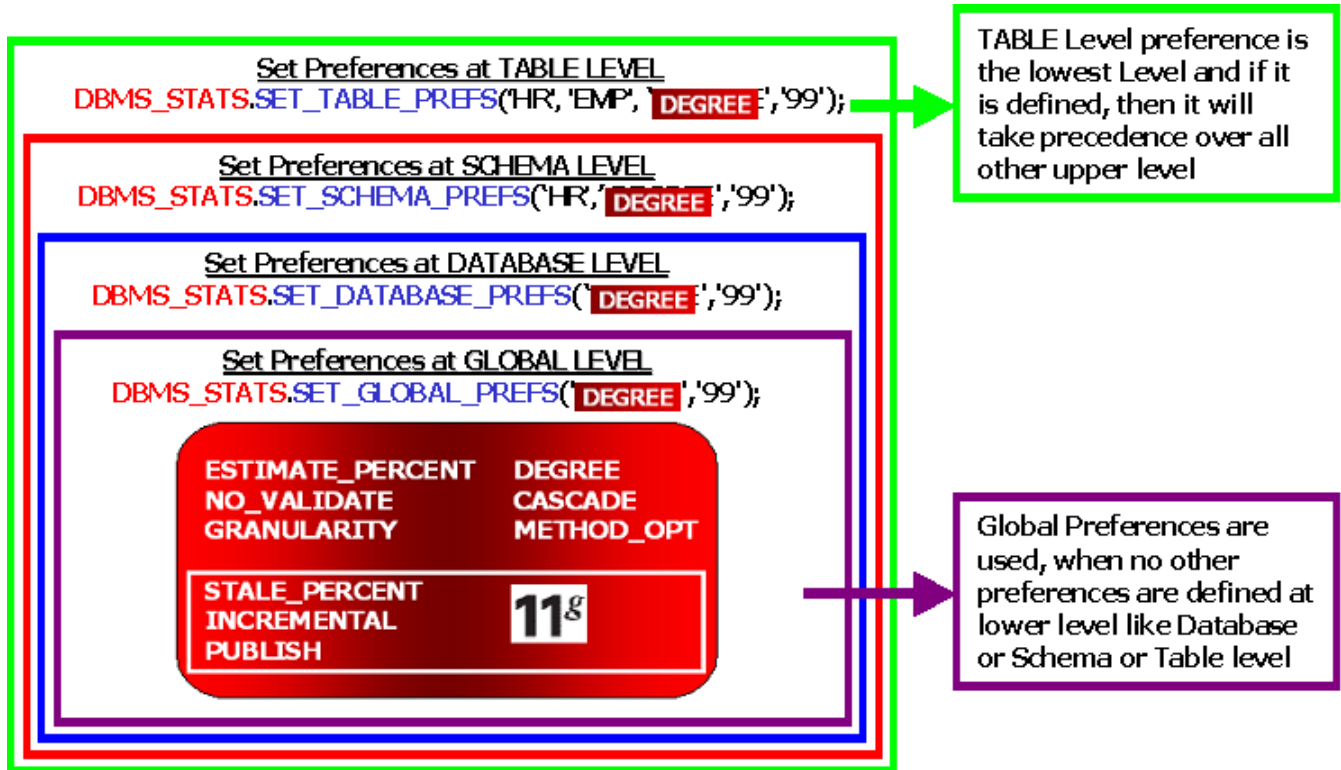 Set Preferences at TABLE LEVEL
DBMS_STATS.SET_TABLE_PREFS('HR', 'EMP', 'DEGREE','99');
TABLE Level preference is
the lowest Level and if it
is defined, then it will
take precedence over all
other upper level
Set Preferences at SCHEMA LEVEL
DBMS_STATS.SET_SCHEMA_PREFS('HR','DEGREE','99');
Set Preferences at DATABASE LEVEL
DBMS_STATS.SET_DATABASE_PREFS('DEGREE','99');
Set Preferences at GLOBAL LEVEL
DBMS_STATS.SET_GLOBAL_PREFS('DEGREE','99');
ESTIMATE_PERCENT DEGREE
NO_VALIDATE CASCADE
GRANULARITY METHOD_OPT
STALE_PERCENT
INCREMENTAL
PUBLISH
11g
Global Preferences are
used, when no other
preferences are defined at
lower level like Database
or Schema or Table level